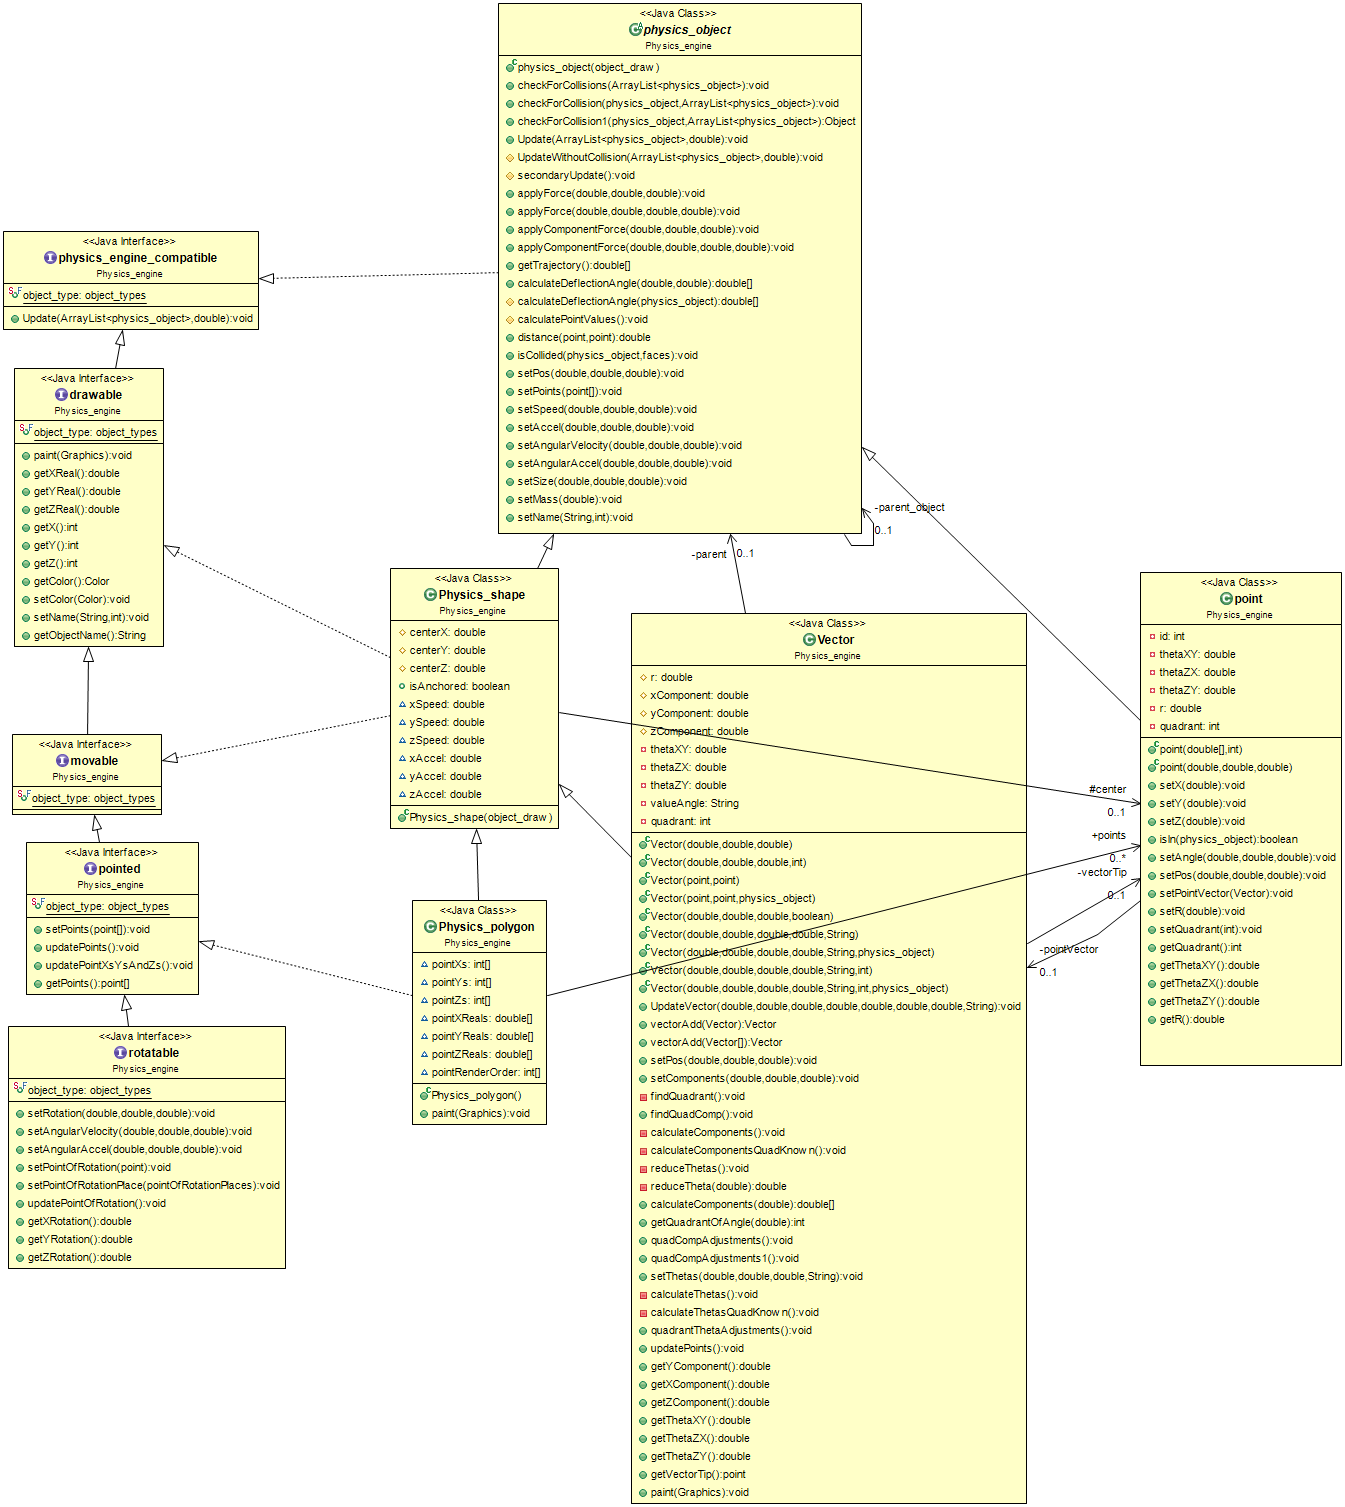 <<Java Class>>
physics_object
Physics_engine
physics_object(object_draw)
checkForCollisions(ArrayList<physics_object>):void
checkForCollision(physics_object,ArrayList<physics_object>):void
checkForCollision1(physics_object,ArrayList<physics_object>):Object
Update(ArrayList<physics_object>,double):void
UpdateWithoutCollision(ArrayList<physics_object>,double):void
secondaryUpdate():void
applyForce(double,double,double):void
applyForce(double,double,double,double):void
applyComponentForce(double,double,double):void
applyComponentForce(double,double,double,double):void
getTrajectory():double[]
calculateDeflectionAngle(double,double):double[]
calculateDeflectionAngle(physics_object):double[]
calculatePointValues():void
distance(point,point):double
isCollided(physics_object,faces):void
setPos(double,double,double):void
setPoints(point[]):void
setSpeed(double,double,double):void
setAccel(double,double,double):void
setAngularVelocity(double,double,double):void
setAngularAccel(double,double,double):void
setSize(double,double,double):void
setMass(double):void
setName(String,int):void
<<Java Interface>>
physics_engine_compatible
Physics_engine
object_type: object_types
Update(ArrayList<physics_object>,double):void
<<Java Interface>>
drawable
Physics_engine
object_type: object_types
paint(Graphics):void
getXReal():double
getYReal():double
getZReal():double
getX():int
getY():int
getZ():int
getColor():Color
setColor(Color):void
setName(String,int):void
getObjectName():String
<<Java Interface>>
movable
Physics_engine
object_type: object_types
<<Java Interface>>
pointed
Physics_engine
object_type: object_types
setPoints(point[]):void
updatePoints():void
updatePointXsYsAndZs():void
getPoints():point[]
<<Java Interface>>
rotatable
Physics_engine
object_type: object_types
setRotation(double,double,double):void
setAngularVelocity(double,double,double):void
setAngularAccel(double,double,double):void
setPointOfRotation(point):void
setPointOfRotationPlace(pointOfRotationPlaces):void
updatePointOfRotation():void
getXRotation():double
getYRotation():double
getZRotation():double
<<Java Class>>
Physics_shape
Physics_engine
centerX: double
centerY: double
centerZ: double
isAnchored: boolean
xSpeed: double
ySpeed: double
zSpeed: double
xAccel: double
yAccel: double
zAccel: double
Physics_shape(object_draw)
<<Java Class>>
Physics_polygon
Physics_engine
pointXs: int[]
pointYs: int[]
pointZs: int[]
pointXReals: double[]
pointYReals: double[]
pointZReals: double[]
pointRenderOrder: int[]
Physics_polygon()
paint(Graphics):void
-parent_object
0..1
-parent
0..1
<<Java Class>>
Vector
Physics_engine
r: double
xComponent: double
yComponent: double
zComponent: double
thetaXY: double
thetaZX: double
thetaZY: double
valueAngle: String
quadrant: int
Vector(double,double,double)
Vector(double,double,double,int)
Vector(point,point)
Vector(point,point,physics_object)
Vector(double,double,double,boolean)
Vector(double,double,double,double,String)
Vector(double,double,double,double,String,physics_object)
Vector(double,double,double,double,String,int)
Vector(double,double,double,double,String,int,physics_object)
UpdateVector(double,double,double,double,double,double,double,String):void
vectorAdd(Vector):Vector
vectorAdd(Vector[]):Vector
setPos(double,double,double):void
setComponents(double,double,double):void
findQuadrant():void
findQuadComp():void
calculateComponents():void
calculateComponentsQuadKnown():void
reduceThetas():void
reduceTheta(double):double
calculateComponents(double):double[]
getQuadrantOfAngle(double):int
quadCompAdjustments():void
quadCompAdjustments1():void
setThetas(double,double,double,String):void
calculateThetas():void
calculateThetasQuadKnown():void
quadrantThetaAdjustments():void
updatePoints():void
getYComponent():double
getXComponent():double
getZComponent():double
getThetaXY():double
getThetaZX():double
getThetaZY():double
getVectorTip():point
paint(Graphics):void
#center
0..1
+points
0..*
-vectorTip
0..1
-pointVector
0..1
<<Java Class>>
point
Physics_engine
id: int
thetaXY: double
thetaZX: double
thetaZY: double
r: double
quadrant: int
point(double[],int)
point(double,double,double)
setX(double):void
setY(double):void
setZ(double):void
isIn(physics_object):boolean
setAngle(double,double,double):void
setPos(double,double,double):void
setPointVector(Vector):void
setR(double):void
setQuadrant(int):void
getQuadrant():int
getThetaXY():double
getThetaZX():double
getThetaZY():double
getR():double